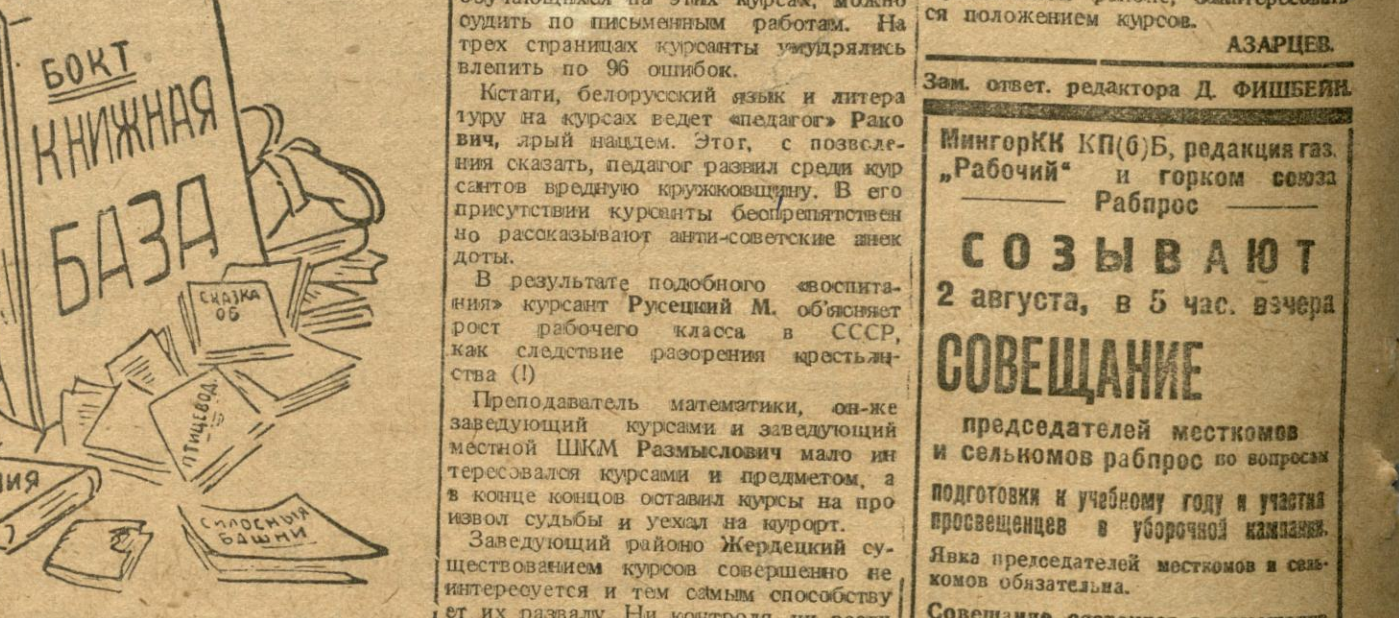 БОКТ
КНИЖНАЯ
БАЗА
СКАЗКА
ОБ
ПТИЦЕВОД.
СИЛОСНЫЯ
БАШНИ
судить по письменным работам. На
трех страницах курсанты умудрялись
влепить по 96 ошибок.
Кстати, белорусский язык и литера
туру на курсах ведет «педагог» Рако
вич, ярый нацдем. Этот, с позволе-
ния сказать, педагог развил среди кур
сантов вредную кружковщину. В его
присутствии курсанты беспрепятствен
но рассказывают анти-советские анек
доты.
В результате подобного «воспита-
ния» курсант Русецкий М. об'ясняет
рост рабочего класса в СССР,
как следствие разорения крестьян-
ства (!)
Преподаватель математики, он-же
заведующий курсами и заведующий
местной ШКМ Размыслович мало ин
тересовался курсами и предметом, а
в конце концов оставил курсы на про
извол судьбы и уехал на курорт.
Заведующий районо Жердецкий су-
ществованием курсов совершенно не
интересуется и тем самым способству
ет их развалу. Ни контроля
ся положением курсов.
АЗАРЦЕВ.
Зам. ответ. редактора Д. ФИШБЕЙН.
МингорКК КП(б)Б, редакция газ.
„Рабочий“ и горком союза
Рабпрос
СОЗЫВАЮТ
2 августа, в 5 час. вечера
СОВЕЩАНИЕ
председателей месткомов
и селькомов рабпрос по вопросам
подготовки к учебному году и участия
просвещенцев в уборочной кампании.
Явка председателей месткомов и сель-
комов обязательна.
Совещание